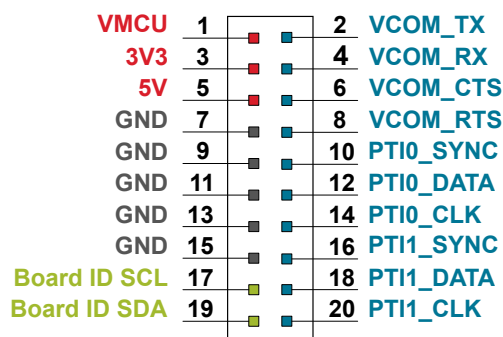 VMCU 1 2 VCOM_TX
3V3 3 4 VCOM_RX
5V 5 6 VCOM_CTS
GND 7 8 VCOM_RTS
GND 9 10 PTI0_SYNC
GND 11 12 PTI0_DATA
GND 13 14 PTI0_CLK
GND 15 16 PTI1_SYNC
Board ID SCL 17 18 PTI1_DATA
Board ID SDA 19 20 PTI1_CLK